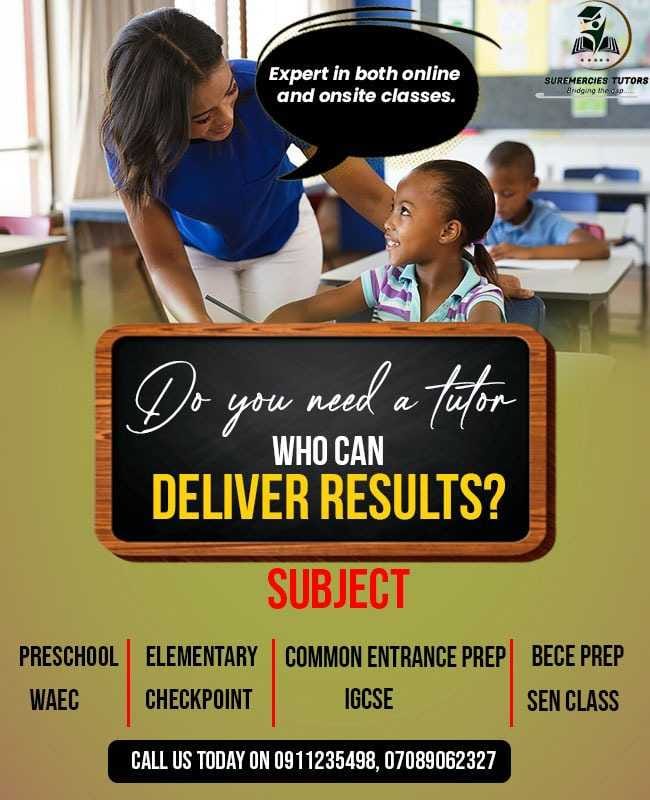 Expert in both online
and onsite classes.
SUREMERCIES TUTORS
Bridging the gap.....
Do you need a tutor
WHO CAN
DELIVER RESULTS?
SUBJECT
PRESCHOOL ELEMENTARY COMMON ENTRANCE PREP BECE PREP
WAEC CHECKPOINT IGCSE SEN CLASS
CALL US TODAY ON 0911235498, 07089062327